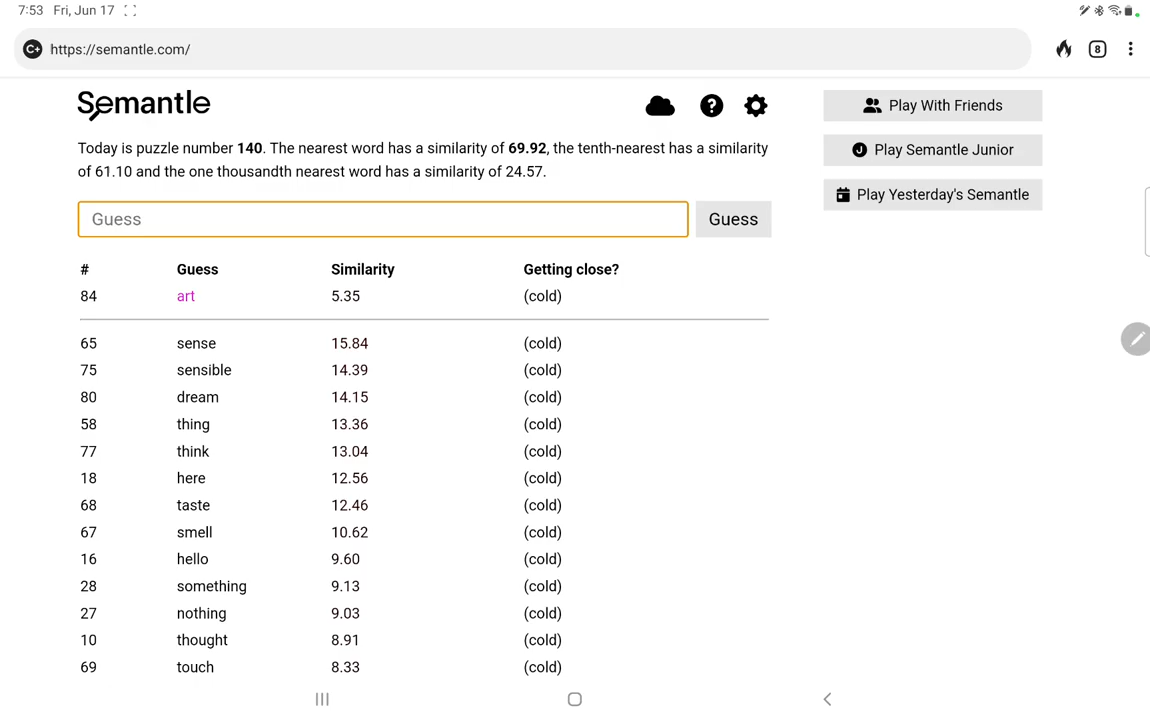 7:53 Fri, Jun 17
C+ https://semantle.com/ 8
Semantle
Play With Friends
Today is puzzle number 140. The nearest word has a similarity of 69.92, the tenth-nearest has a similarity
of 61.10 and the one thousandth nearest word has a similarity of 24.57.
J Play Semantle Junior
Play Yesterday's Semantle
Guess Guess
# Guess Similarity Getting close?
84 art 5.35 (cold)
65 sense 15.84 (cold)
75 sensible 14.39 (cold)
80 dream 14.15 (cold)
58 thing 13.36 (cold)
77 think 13.04 (cold)
18 here 12.56 (cold)
68 taste 12.46 (cold)
67 smell 10.62 (cold)
16 hello 9.60 (cold)
28 something 9.13 (cold)
27 nothing 9.03 (cold)
10 thought 8.91 (cold)
69 touch 8.33 (cold)